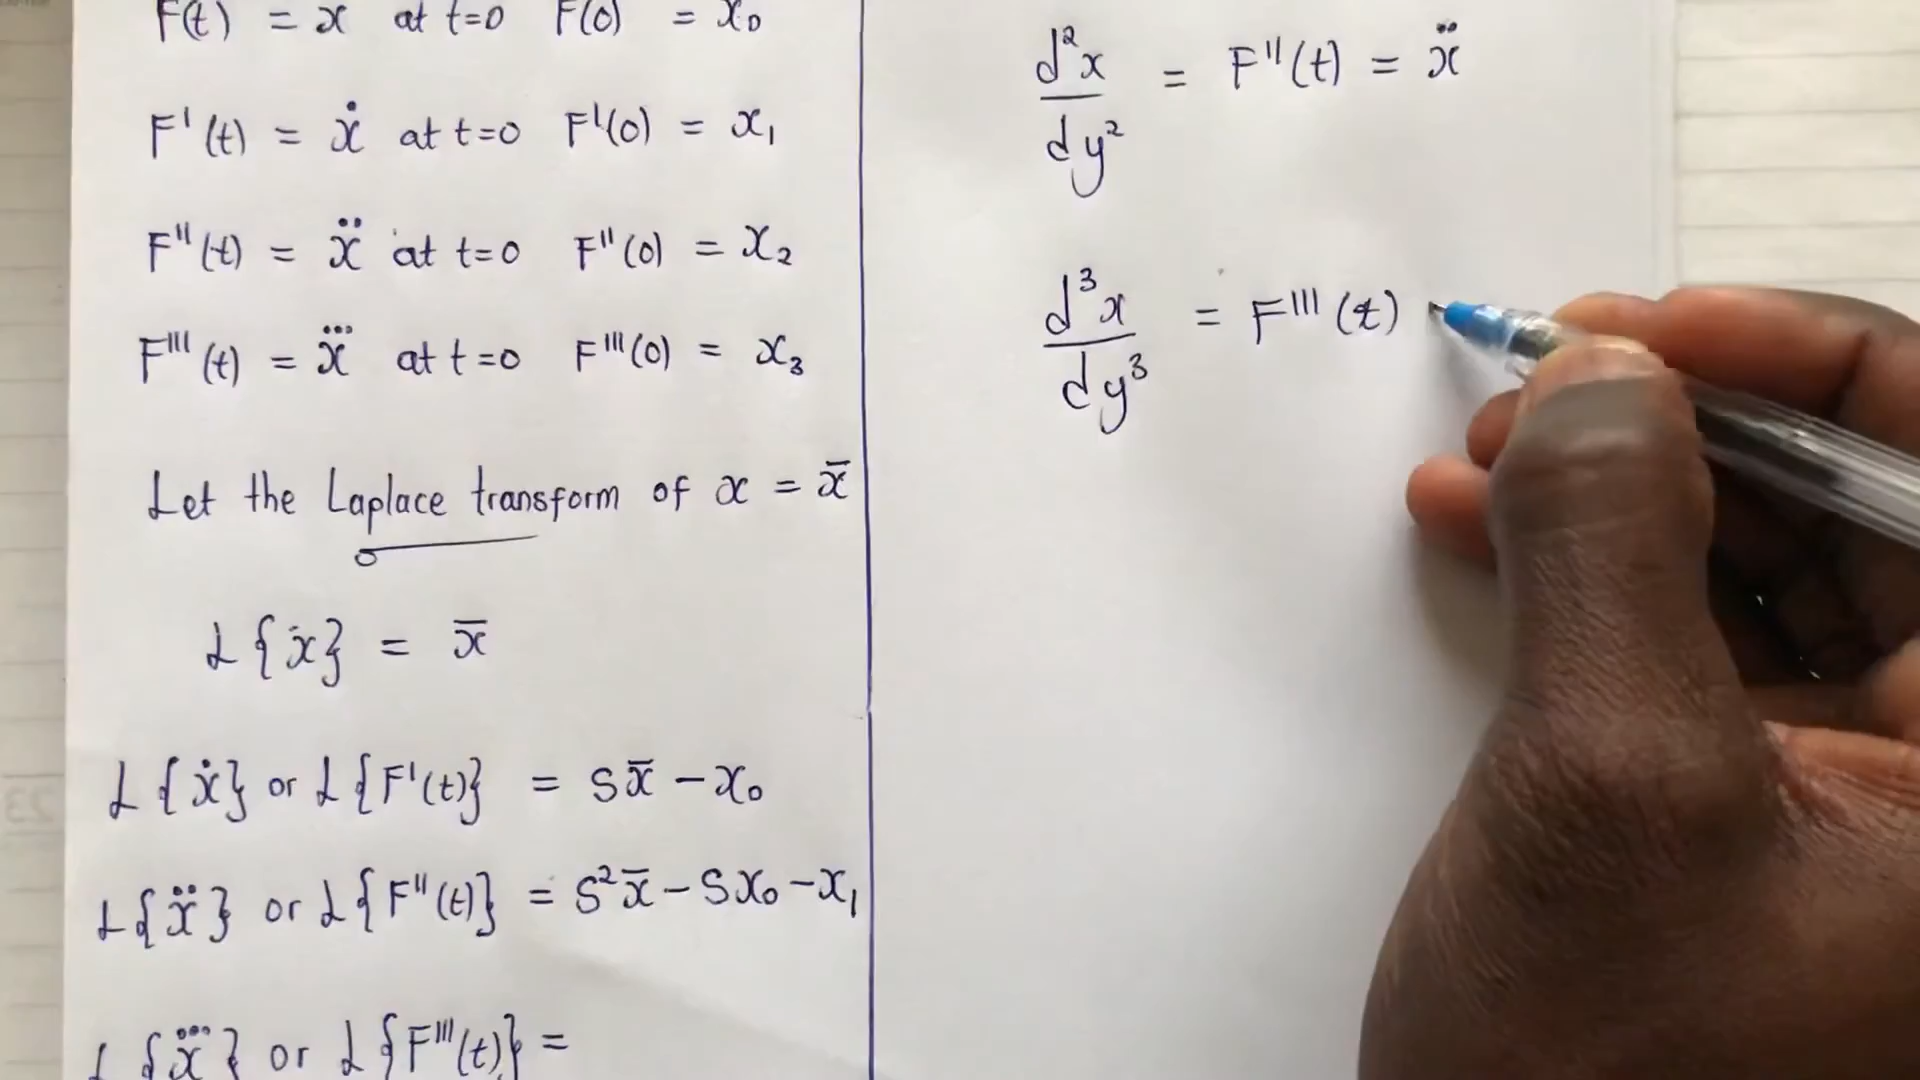 F(t) = x at t=0 F(0) = x₀
F'(t) = ẋ at t=0 F'(0) = x₁
F''(t) = ẍ at t=0 F''(0) = x₂
F'''(t) = x⃛ at t=0 F'''(0) = x₃
Let the Laplace transform of x = x̄
ℒ{x} = x̄
ℒ{ẋ} or ℒ{F'(t)} = Sx̄ - x₀
ℒ{ẍ} or ℒ{F''(t)} = S²x̄ - Sx₀ - x₁
ℒ{x⃛} or ℒ{F'''(t)} =
d²x/dy² = F''(t) = ẍ
d³x/dy³ = F'''(t)